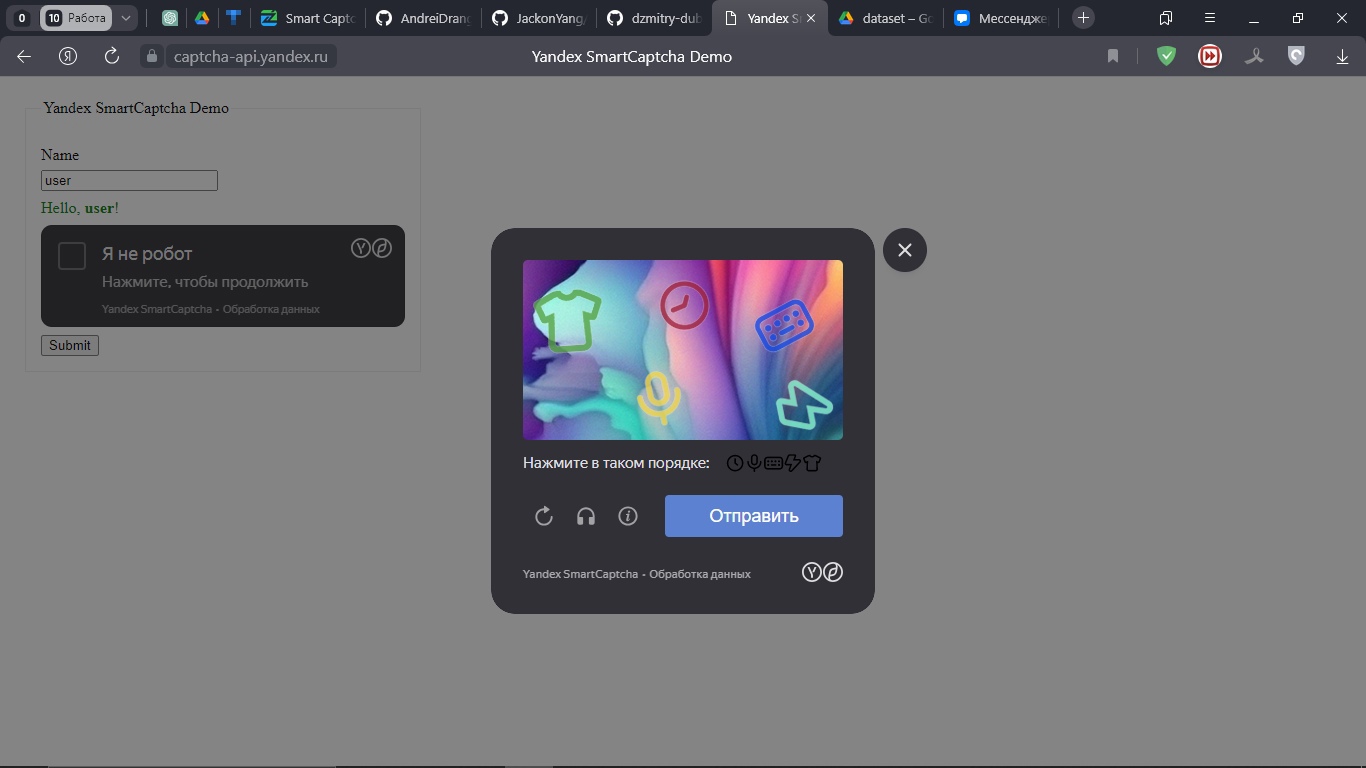 0
10 Работа
Smart Captc
AndreiDrang
JackonYang/
dzmitry-dub
Yandex S
dataset – Go
Мессендже
captcha-api.yandex.ru
Yandex SmartCaptcha Demo
Yandex SmartCaptcha Demo
Name
user
Hello, user!
Я не робот
Нажмите, чтобы продолжить
Yandex SmartCaptcha • Обработка данных
Submit
Нажмите в таком порядке:
Отправить
Yandex SmartCaptcha • Обработка данных